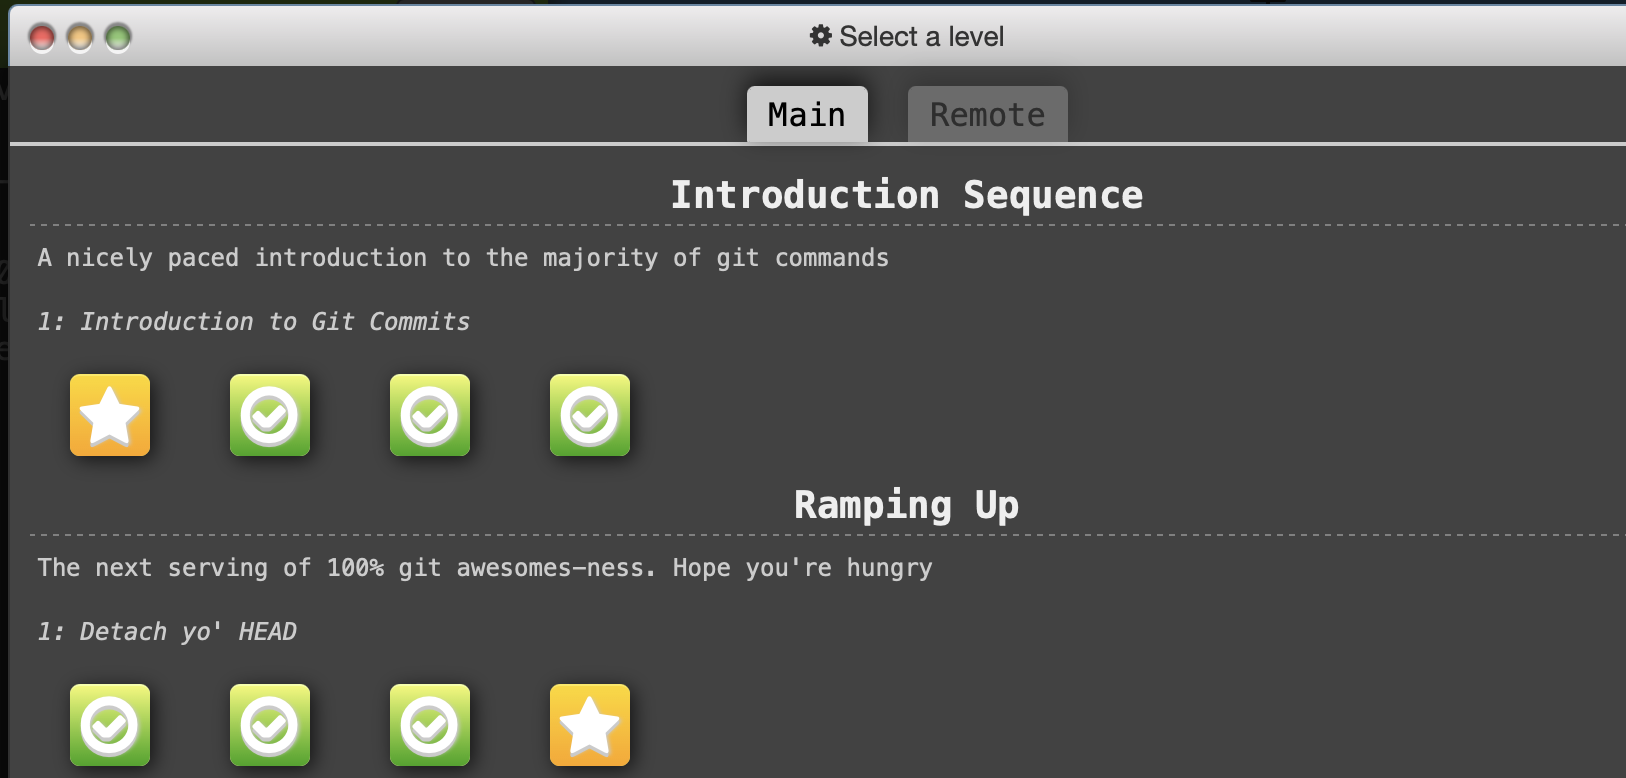 Select a level
Main Remote
Introduction Sequence
A nicely paced introduction to the majority of git commands
1: Introduction to Git Commits
Ramping Up
The next serving of 100% git awesomes-ness. Hope you're hungry
1: Detach yo' HEAD